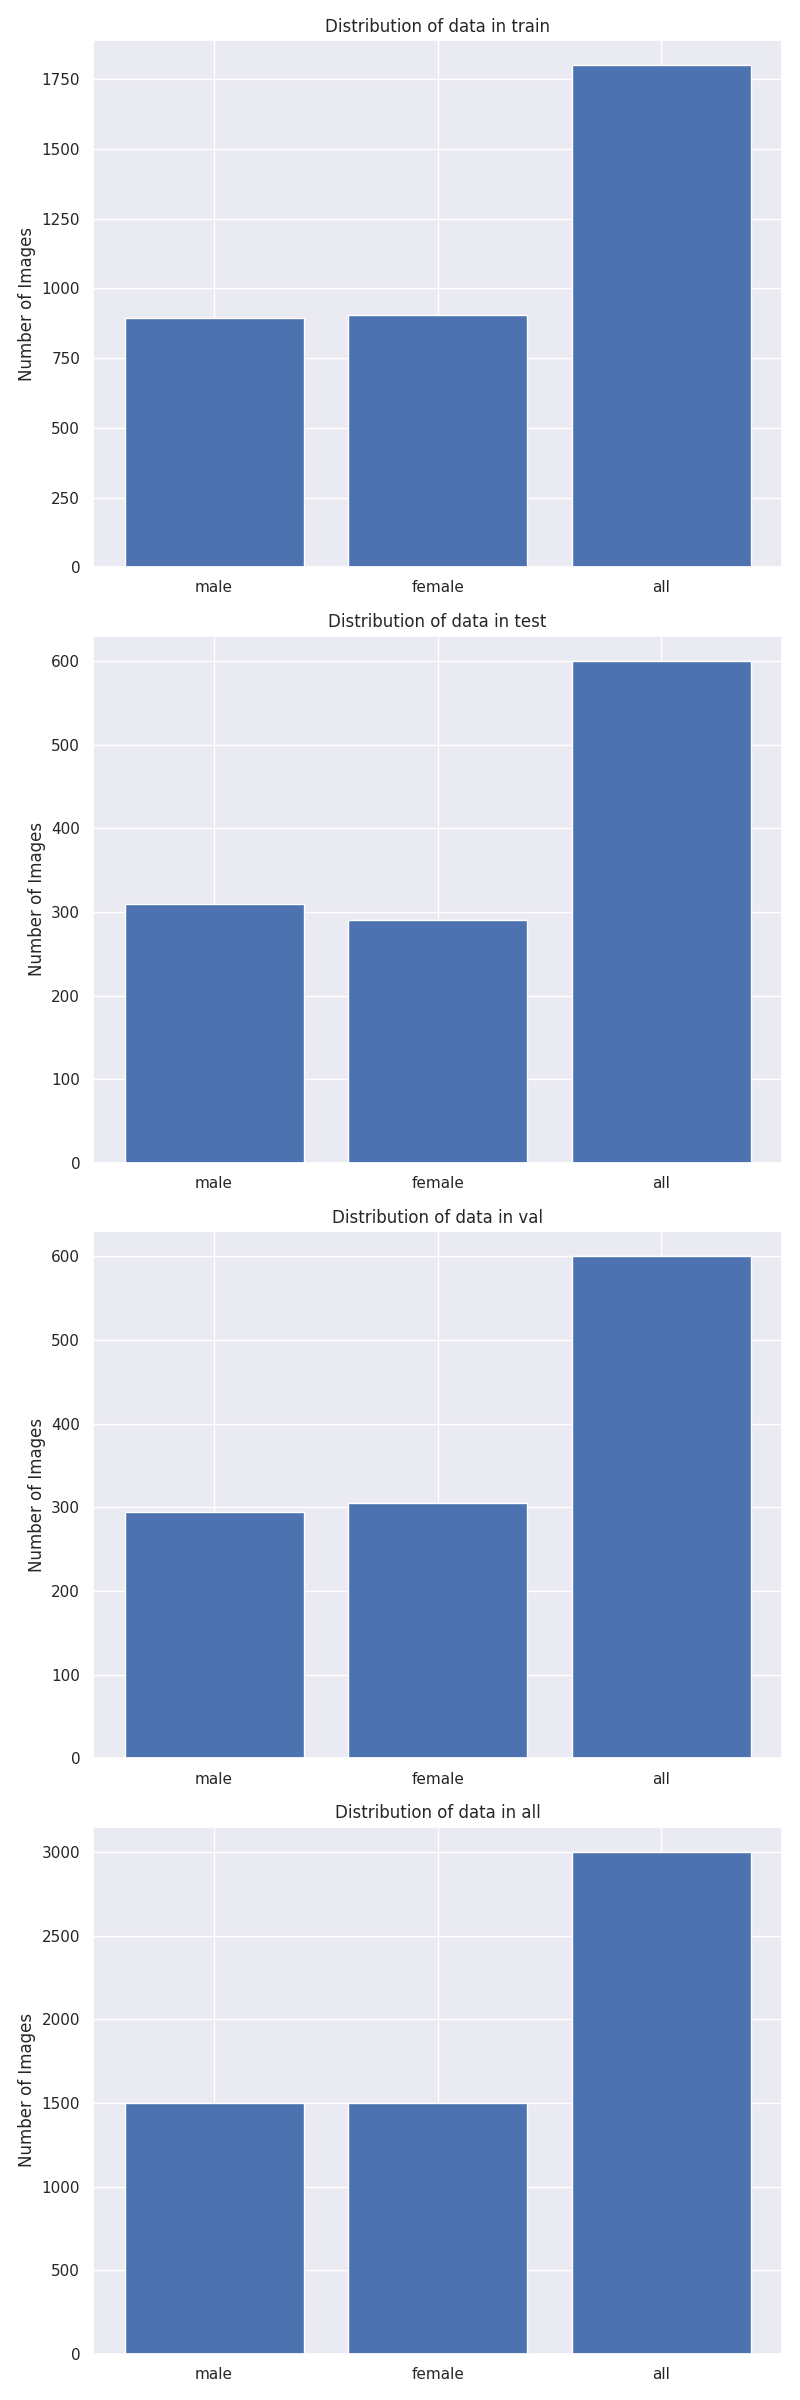 Distribution of data in train
Number of Images
1750
1500
1250
1000
750
500
250
0
male female all
Distribution of data in test
Number of Images
600
500
400
300
200
100
0
male female all
Distribution of data in val
Number of Images
600
500
400
300
200
100
0
male female all
Distribution of data in all
Number of Images
3000
2500
2000
1500
1000
500
0
male female all